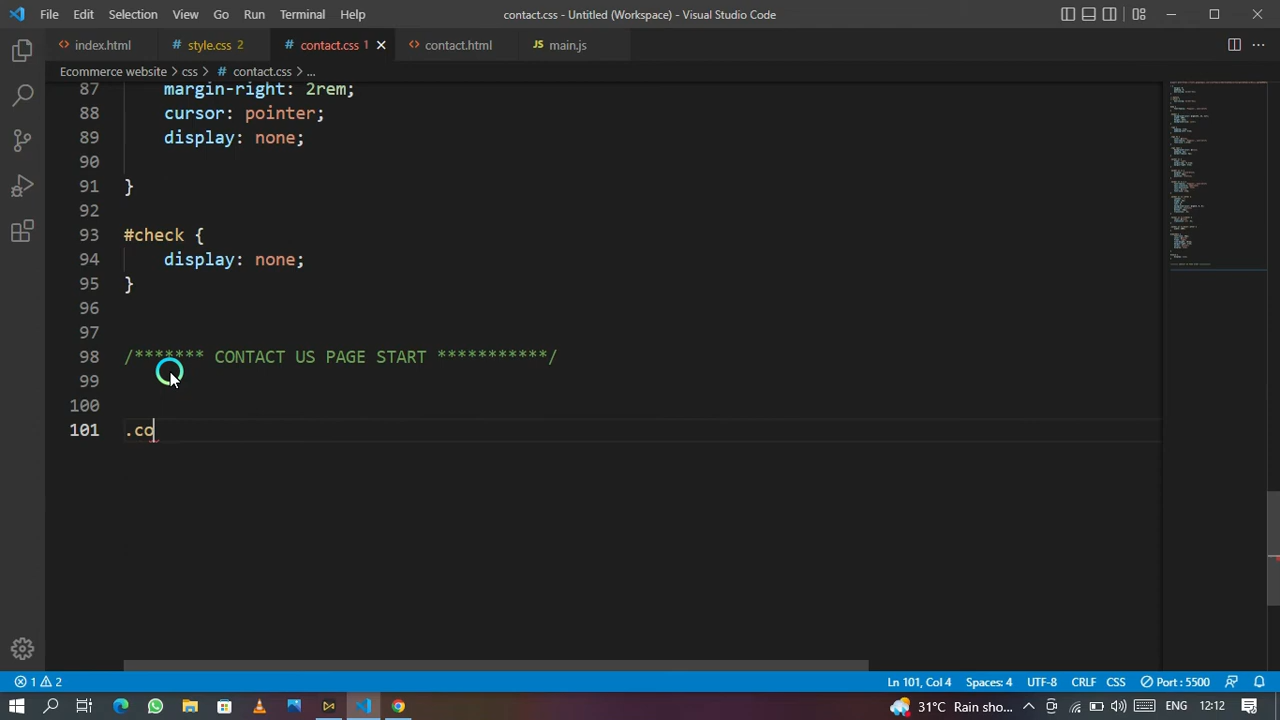 File Edit Selection View Go Run Terminal Help contact.css - Untitled (Workspace) - Visual Studio Code
index.html style.css 2 contact.css 1 contact.html main.js
Ecommerce website > css > # contact.css > ...
87 margin-right: 2rem;
88 cursor: pointer;
89 display: none;
90
91 }
92
93 #check {
94 display: none;
95 }
96
97
98 /******* CONTACT US PAGE START ***********/
99
100
101 .co
1 2 Ln 101, Col 4 Spaces: 4 UTF-8 CRLF CSS Port : 5500
31°C Rain sho... ENG 12:12